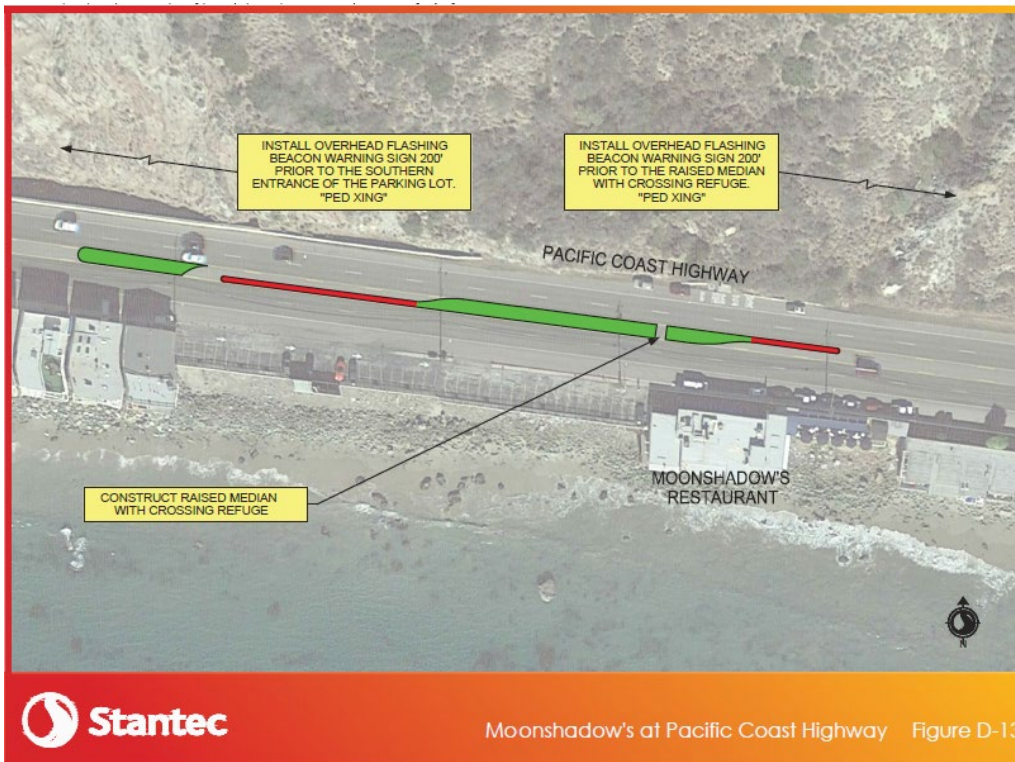 INSTALL OVERHEAD FLASHING
BEACON WARNING SIGN 200'
PRIOR TO THE SOUTHERN
ENTRANCE OF THE PARKING LOT.
"PED XING"
INSTALL OVERHEAD FLASHING
BEACON WARNING SIGN 200'
PRIOR TO THE RAISED MEDIAN
WITH CROSSING REFUGE.
"PED XING"
PACIFIC COAST HIGHWAY
CONSTRUCT RAISED MEDIAN
WITH CROSSING REFUGE
MOONSHADOW'S
RESTAURANT
N
Stantec
Moonshadow's at Pacific Coast Highway Figure D-13